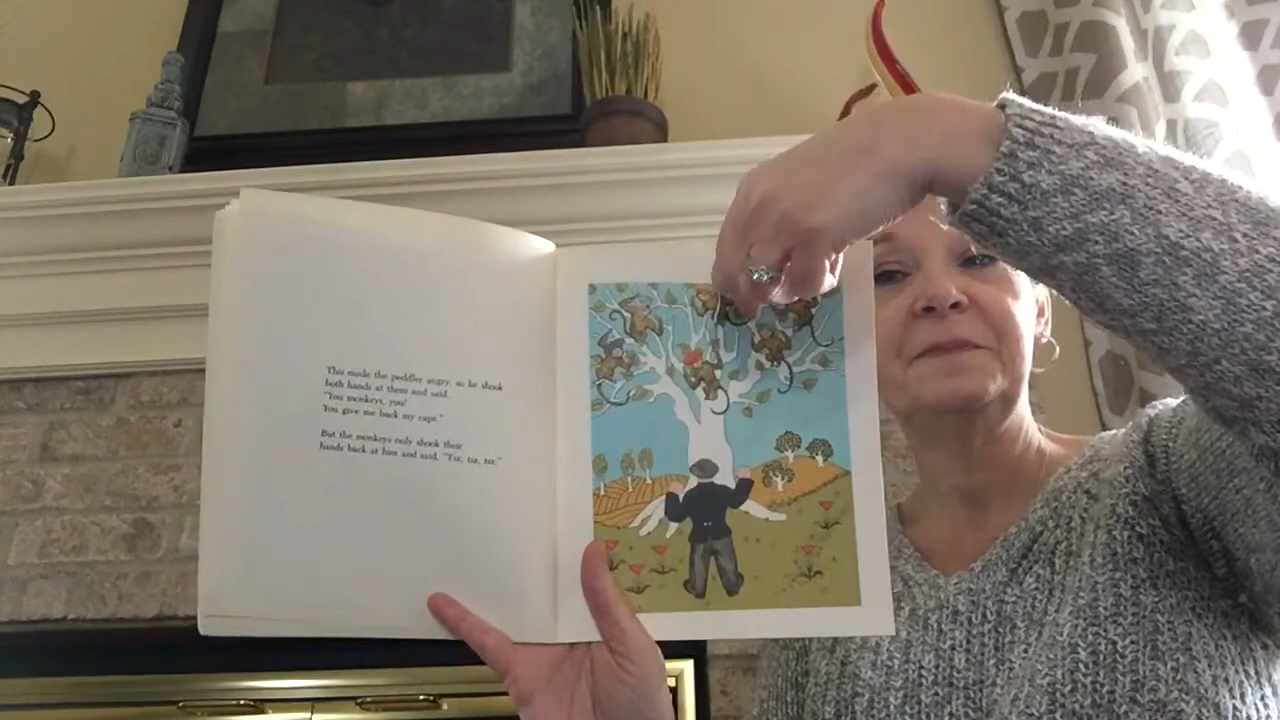 This made the peddler angry, so he shook
both hands at them and said,
"You monkeys, you!
You give me back my caps."
But the monkeys only shook their
hands back at him and said, "Tsz, tsz, tsz."